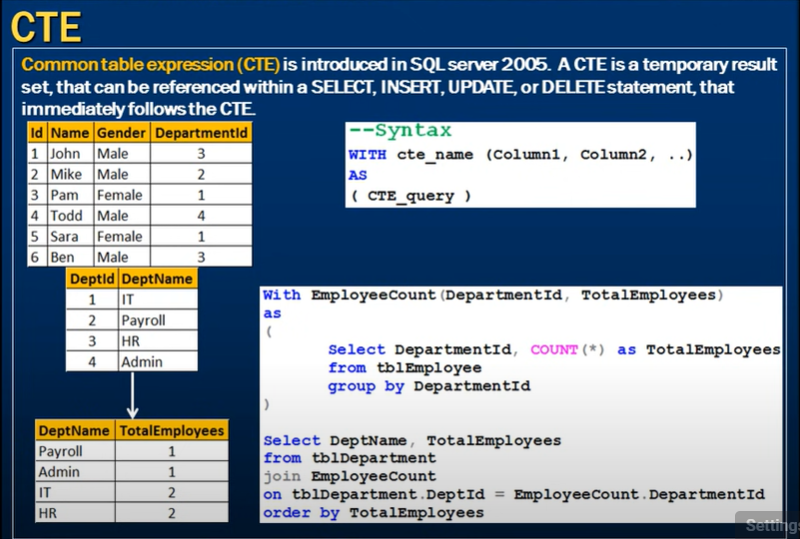 CTE
Common table expression (CTE) is introduced in SQL server 2005. A CTE is a temporary result
set, that can be referenced within a SELECT, INSERT, UPDATE, or DELETE statement, that
immediately follows the CTE.
Id Name Gender DepartmentId
1 John Male 3
2 Mike Male 2
3 Pam Female 1
4 Todd Male 4
5 Sara Female 1
6 Ben Male 3
--Syntax
WITH cte_name (Column1, Column2, ..)
AS
( CTE_query )
DeptId DeptName
1 IT
2 Payroll
3 HR
4 Admin
DeptName TotalEmployees
Payroll 1
Admin 1
IT 2
HR 2
With EmployeeCount(DepartmentId, TotalEmployees)
as
(
Select DepartmentId, COUNT(*) as TotalEmployees
from tblEmployee
group by DepartmentId
)
Select DeptName, TotalEmployees
from tblDepartment
join EmployeeCount
on tblDepartment.DeptId = EmployeeCount.DepartmentId
order by TotalEmployees
Settings